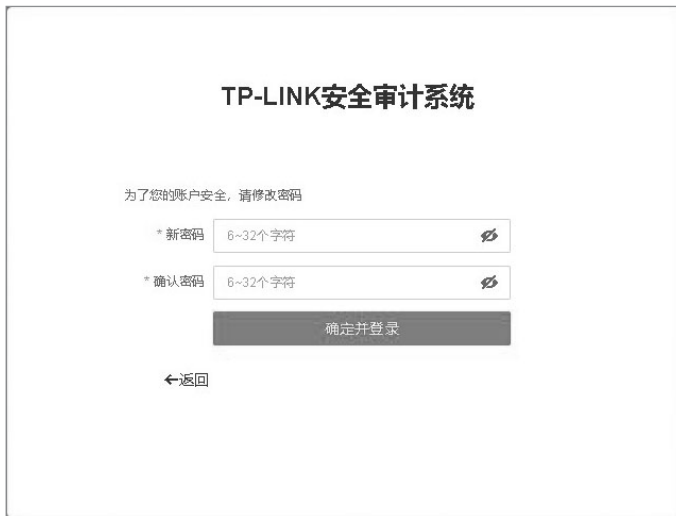 TP-LINK安全审计系统
为了您的账户安全，请修改密码
* 新密码 6~32个字符
* 确认密码 6~32个字符
确定并登录
←返回